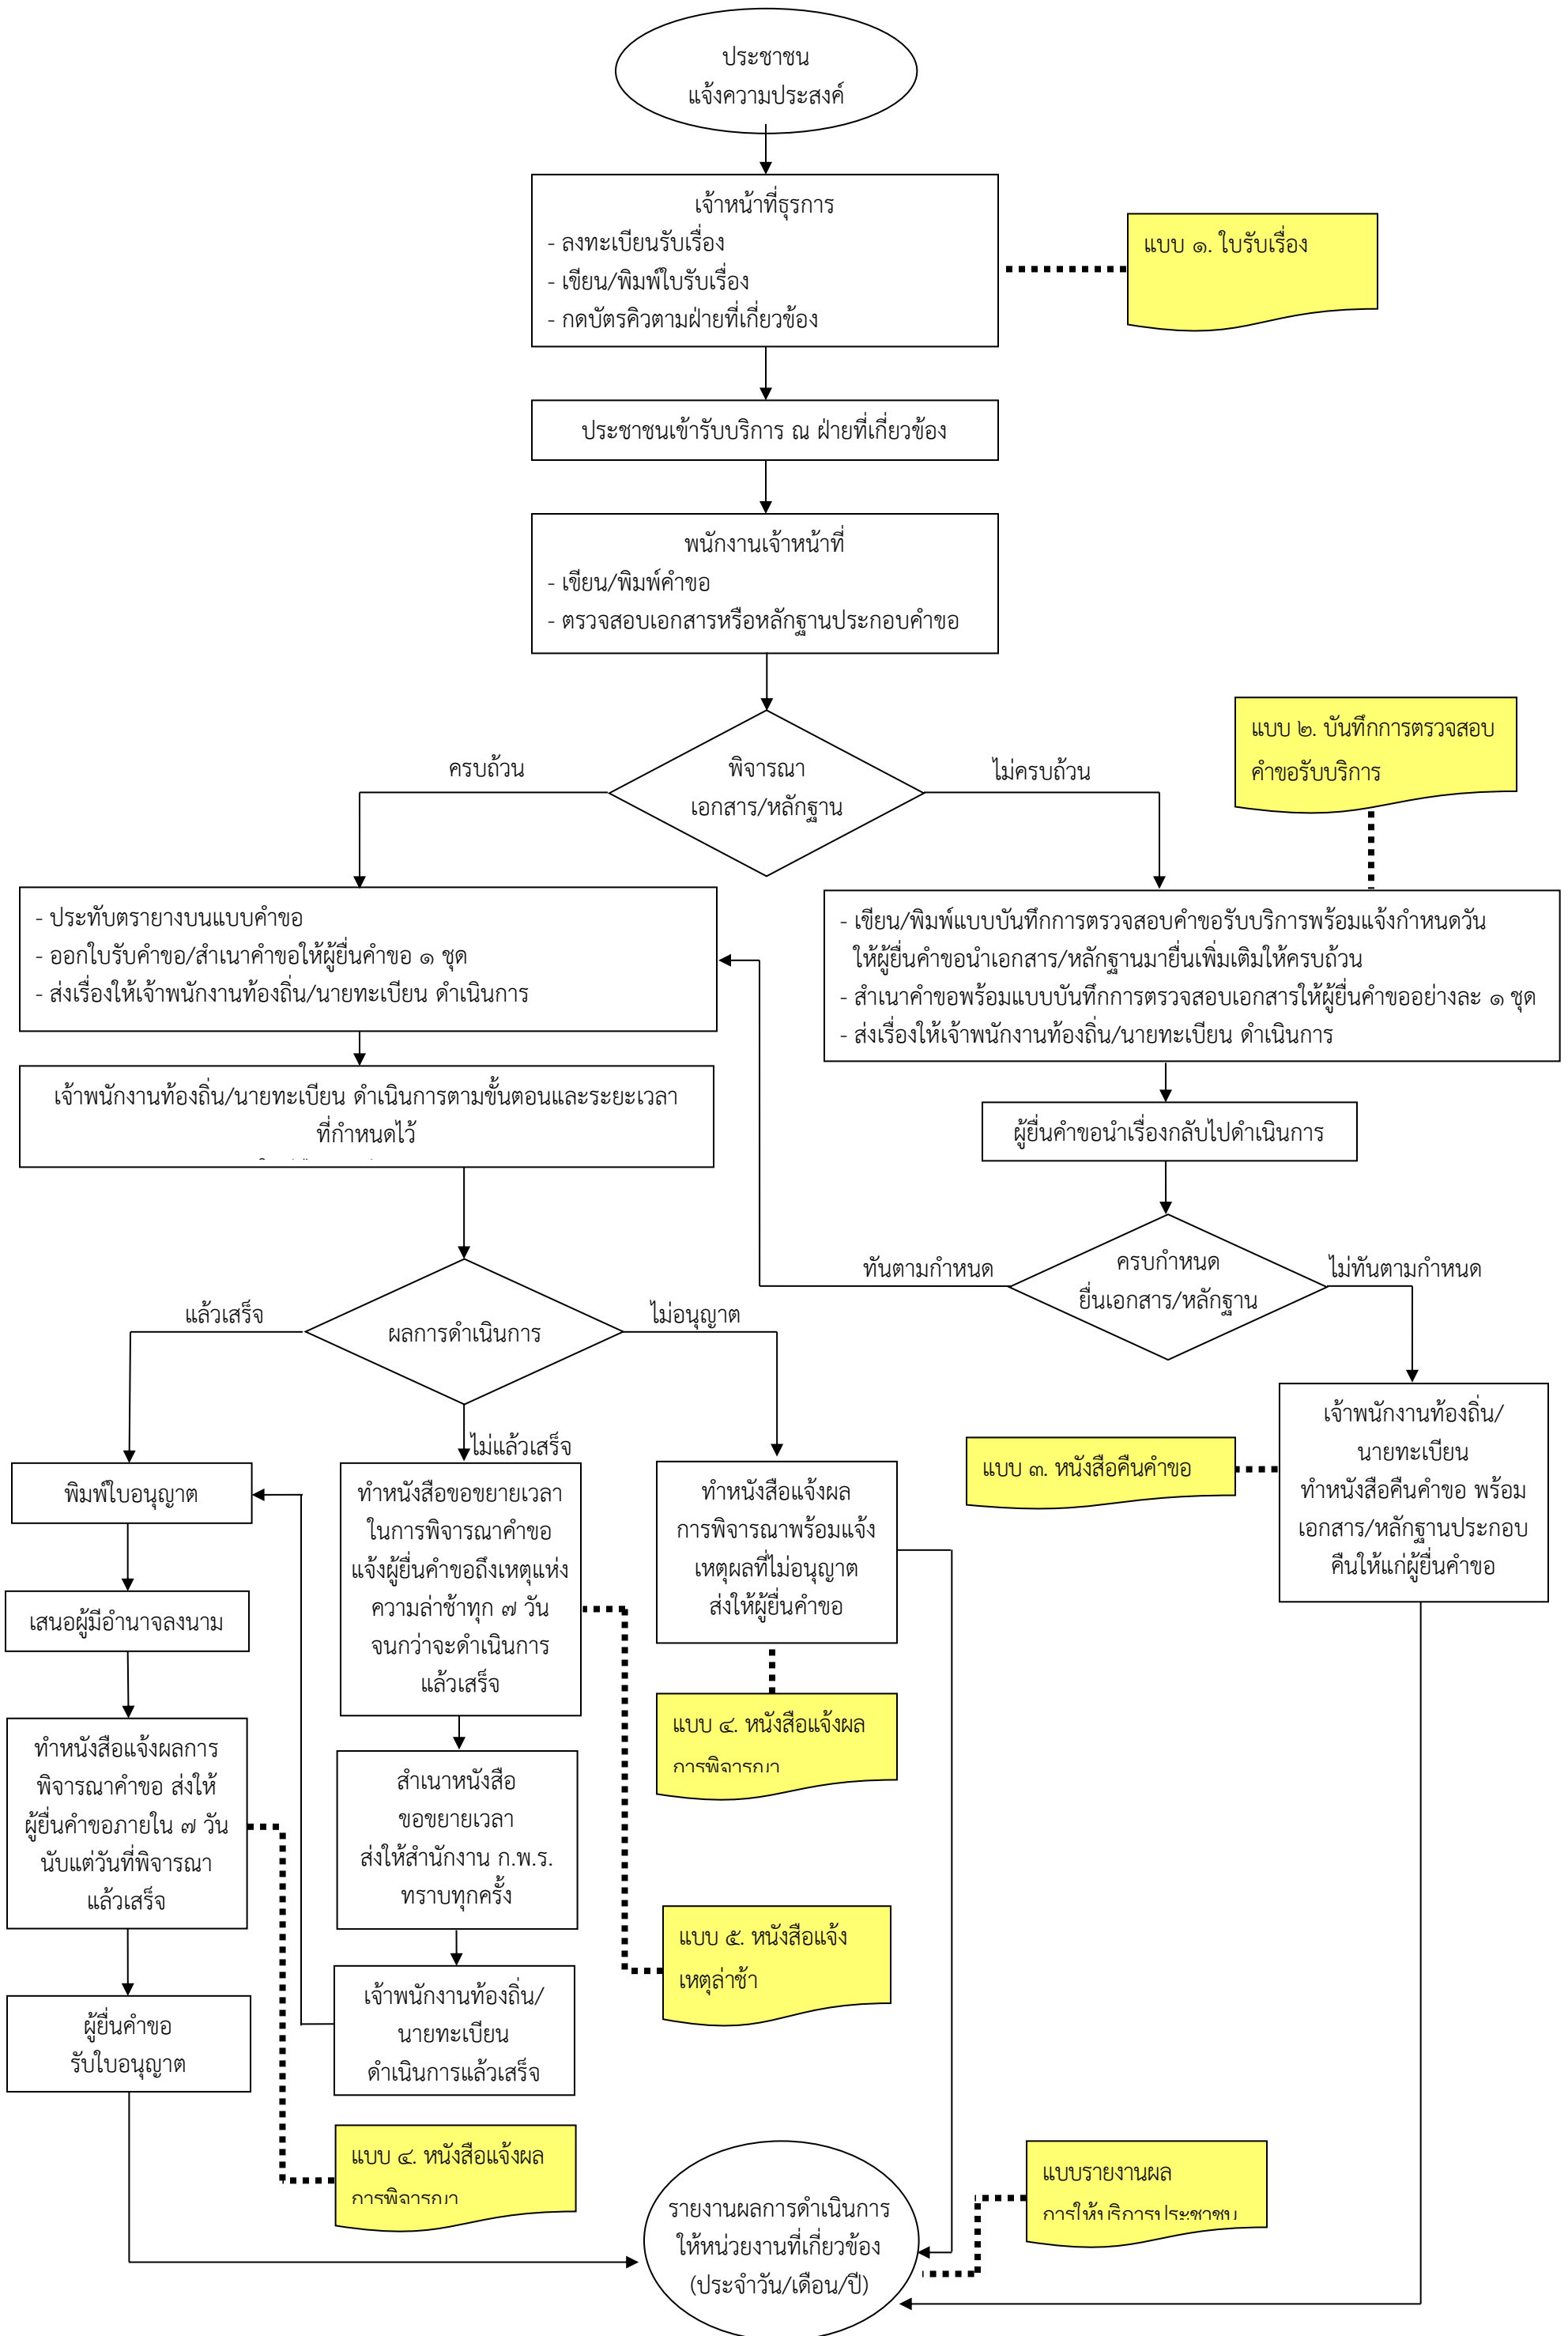 ประชาชน
แจ้งความประสงค์
เจ้าหน้าที่ธุรการ
- ลงทะเบียนรับเรื่อง
- เขียน/พิมพ์ใบรับเรื่อง
- กดบัตรคิวตามฝ่ายที่เกี่ยวข้อง
แบบ ๑. ใบรับเรื่อง
ประชาชนเข้ารับบริการ ณ ฝ่ายที่เกี่ยวข้อง
พนักงานเจ้าหน้าที่
- เขียน/พิมพ์คำขอ
- ตรวจสอบเอกสารหรือหลักฐานประกอบคำขอ
แบบ ๒. บันทึกการตรวจสอบ
คำขอรับบริการ
ครบถ้วน
พิจารณา
เอกสาร/หลักฐาน
ไม่ครบถ้วน
- ประทับตรายางบนแบบคำขอ
- ออกใบรับคำขอ/สำเนาคำขอให้ผู้ยื่นคำขอ ๑ ชุด
- ส่งเรื่องให้เจ้าพนักงานท้องถิ่น/นายทะเบียน ดำเนินการ
- เขียน/พิมพ์แบบบันทึกการตรวจสอบคำขอรับบริการพร้อมแจ้งกำหนดวัน
ให้ผู้ยื่นคำขอนำเอกสาร/หลักฐานมายื่นเพิ่มเติมให้ครบถ้วน
- สำเนาคำขอพร้อมแบบบันทึกการตรวจสอบเอกสารให้ผู้ยื่นคำขออย่างละ ๑ ชุด
- ส่งเรื่องให้เจ้าพนักงานท้องถิ่น/นายทะเบียน ดำเนินการ
เจ้าพนักงานท้องถิ่น/นายทะเบียน ดำเนินการตามขั้นตอนและระยะเวลา
ที่กำหนดไว้
ผู้ยื่นคำขอนำเรื่องกลับไปดำเนินการ
ทันตามกำหนด
ครบกำหนด
ยื่นเอกสาร/หลักฐาน
ไม่ทันตามกำหนด
แล้วเสร็จ
ผลการดำเนินการ
ไม่อนุญาต
ไม่แล้วเสร็จ
พิมพ์ใบอนุญาต
ทำหนังสือขอขยายเวลา
ในการพิจารณาคำขอ
แจ้งผู้ยื่นคำขอถึงเหตุแห่ง
ความล่าช้าทุก ๗ วัน
จนกว่าจะดำเนินการ
แล้วเสร็จ
ทำหนังสือแจ้งผล
การพิจารณาพร้อมแจ้ง
เหตุผลที่ไม่อนุญาต
ส่งให้ผู้ยื่นคำขอ
แบบ ๓. หนังสือคืนคำขอ
เจ้าพนักงานท้องถิ่น/
นายทะเบียน
ทำหนังสือคืนคำขอ พร้อม
เอกสาร/หลักฐานประกอบ
คืนให้แก่ผู้ยื่นคำขอ
เสนอผู้มีอำนาจลงนาม
ทำหนังสือแจ้งผลการ
พิจารณาคำขอ ส่งให้
ผู้ยื่นคำขอภายใน ๗ วัน
นับแต่วันที่พิจารณา
แล้วเสร็จ
สำเนาหนังสือ
ขอขยายเวลา
ส่งให้สำนักงาน ก.พ.ร.
ทราบทุกครั้ง
แบบ ๔. หนังสือแจ้งผล
การพิจารณา
แบบ ๕. หนังสือแจ้ง
เหตุล่าช้า
ผู้ยื่นคำขอ
รับใบอนุญาต
เจ้าพนักงานท้องถิ่น/
นายทะเบียน
ดำเนินการแล้วเสร็จ
แบบ ๔. หนังสือแจ้งผล
การพิจารณา
รายงานผลการดำเนินการ
ให้หน่วยงานที่เกี่ยวข้อง
(ประจำวัน/เดือน/ปี)
แบบรายงานผล
การให้บริการประชาชน